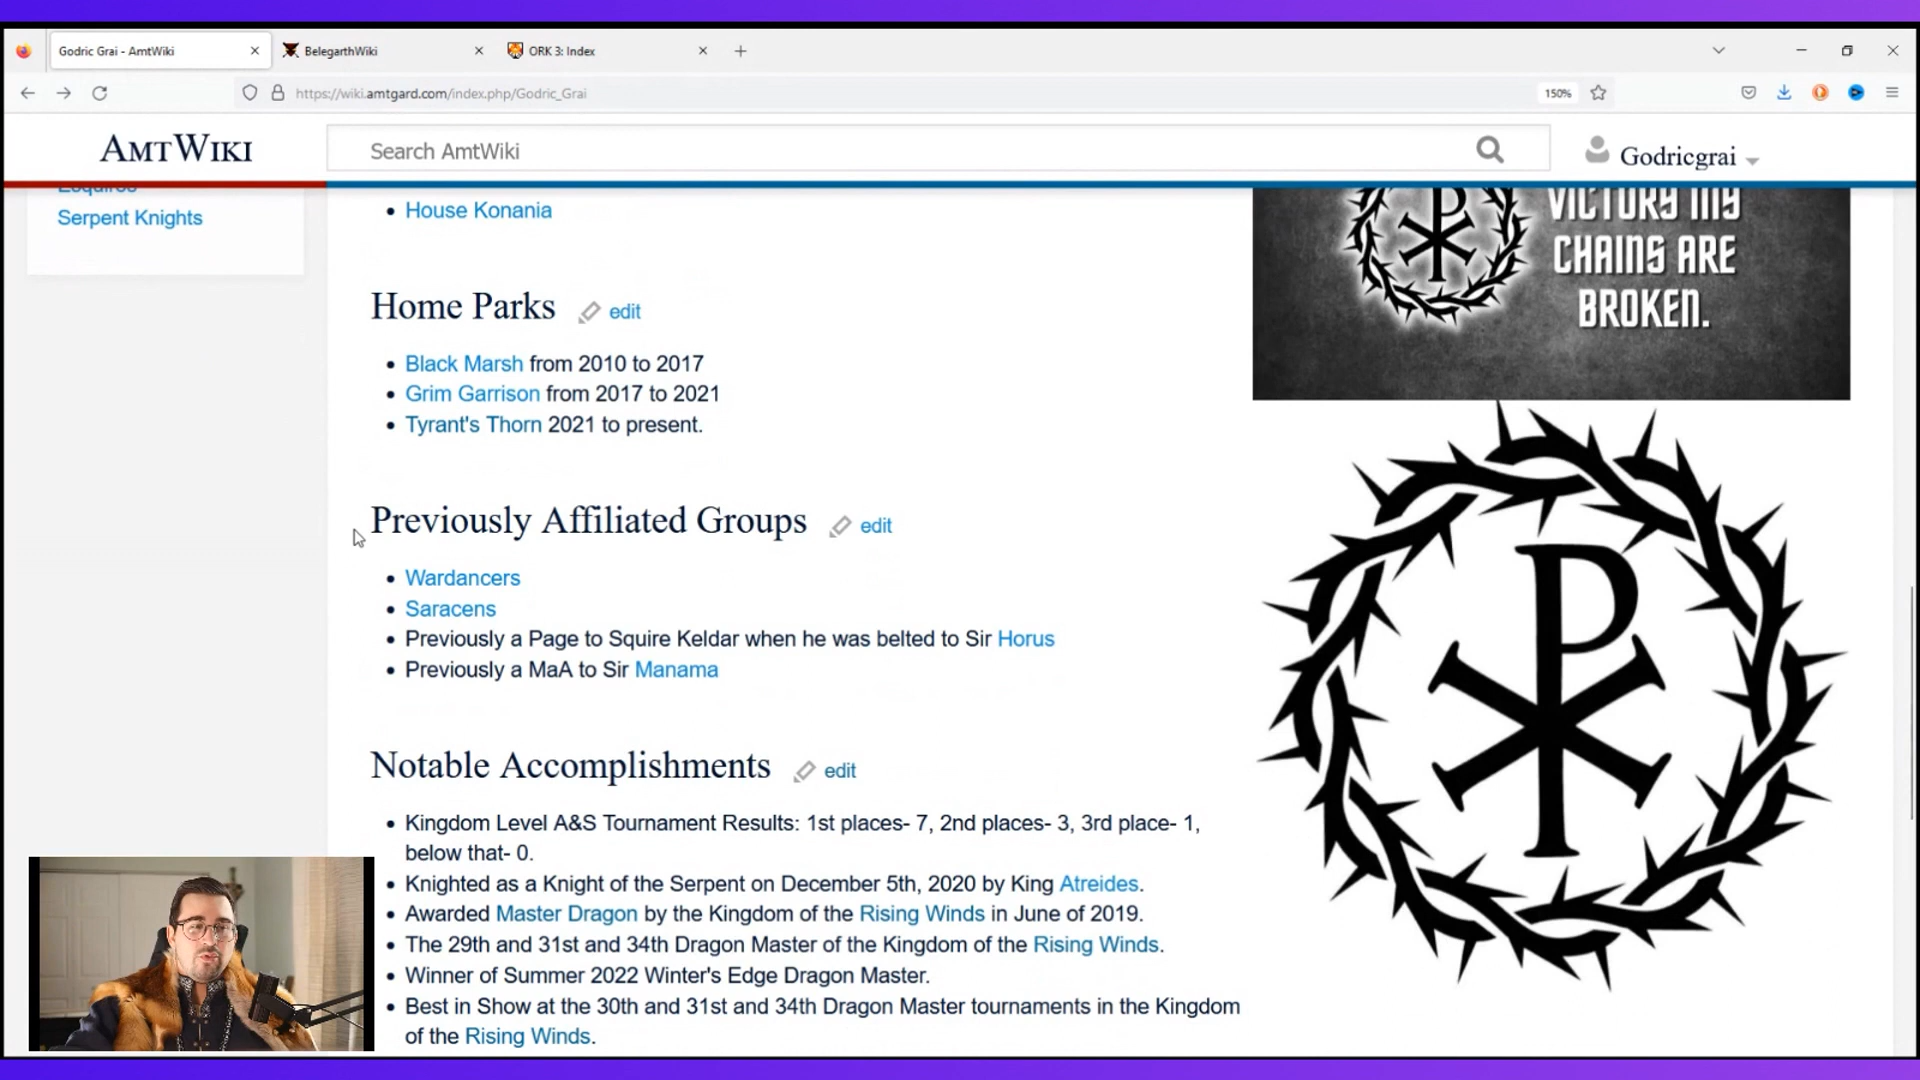 Godric Grai - AmtWiki
BelegarthWiki
ORK 3: Index
https://wiki.amtgard.com/index.php/Godric_Grai
150%
AMTWIKI
Search AmtWiki
Godricgrai
Esquires
Serpent Knights
House Konania
VICTORY MY
CHAINS ARE
BROKEN.
Home Parks edit
Black Marsh from 2010 to 2017
Grim Garrison from 2017 to 2021
Tyrant's Thorn 2021 to present.
Previously Affiliated Groups edit
Wardancers
Saracens
Previously a Page to Squire Keldar when he was belted to Sir Horus
Previously a MaA to Sir Manama
Notable Accomplishments edit
Kingdom Level A&S Tournament Results: 1st places- 7, 2nd places- 3, 3rd place- 1,
below that- 0.
Knighted as a Knight of the Serpent on December 5th, 2020 by King Atreides.
Awarded Master Dragon by the Kingdom of the Rising Winds in June of 2019.
The 29th and 31st and 34th Dragon Master of the Kingdom of the Rising Winds.
Winner of Summer 2022 Winter's Edge Dragon Master.
Best in Show at the 30th and 31st and 34th Dragon Master tournaments in the Kingdom
of the Rising Winds.